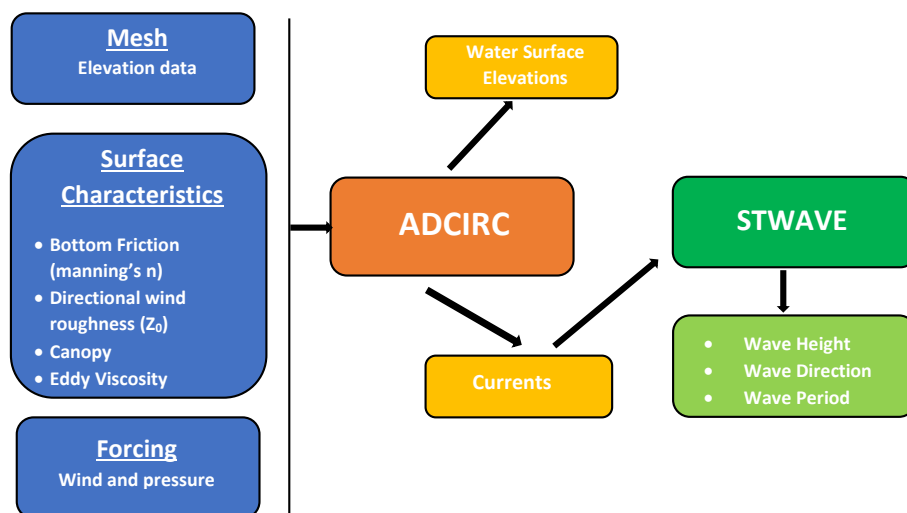 Mesh
Elevation data
Surface
Characteristics
• Bottom Friction
(manning's n)
• Directional wind
roughness (Z₀)
• Canopy
• Eddy Viscosity
Forcing
Wind and pressure
Water Surface
Elevations
ADCIRC
Currents
STWAVE
• Wave Height
• Wave Direction
• Wave Period